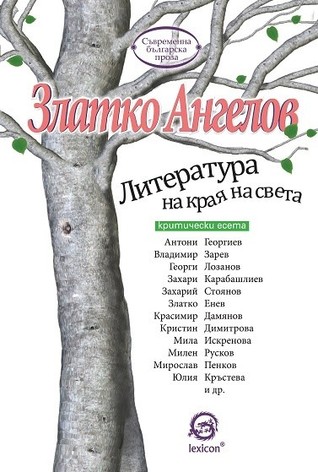 Съвременна
българска
проза
Златко Ангелов
Литература
на края на света
критически есета
Антони Георгиев
Владимир Зарев
Георги Лозанов
Захари Карабашлиев
Захарий Стоянов
Златко Енев
Красимир Дамянов
Кристин Димитрова
Мила Искренова
Милен Русков
Мирослав Пенков
Юлия Кръстева
и др.
lexicon®